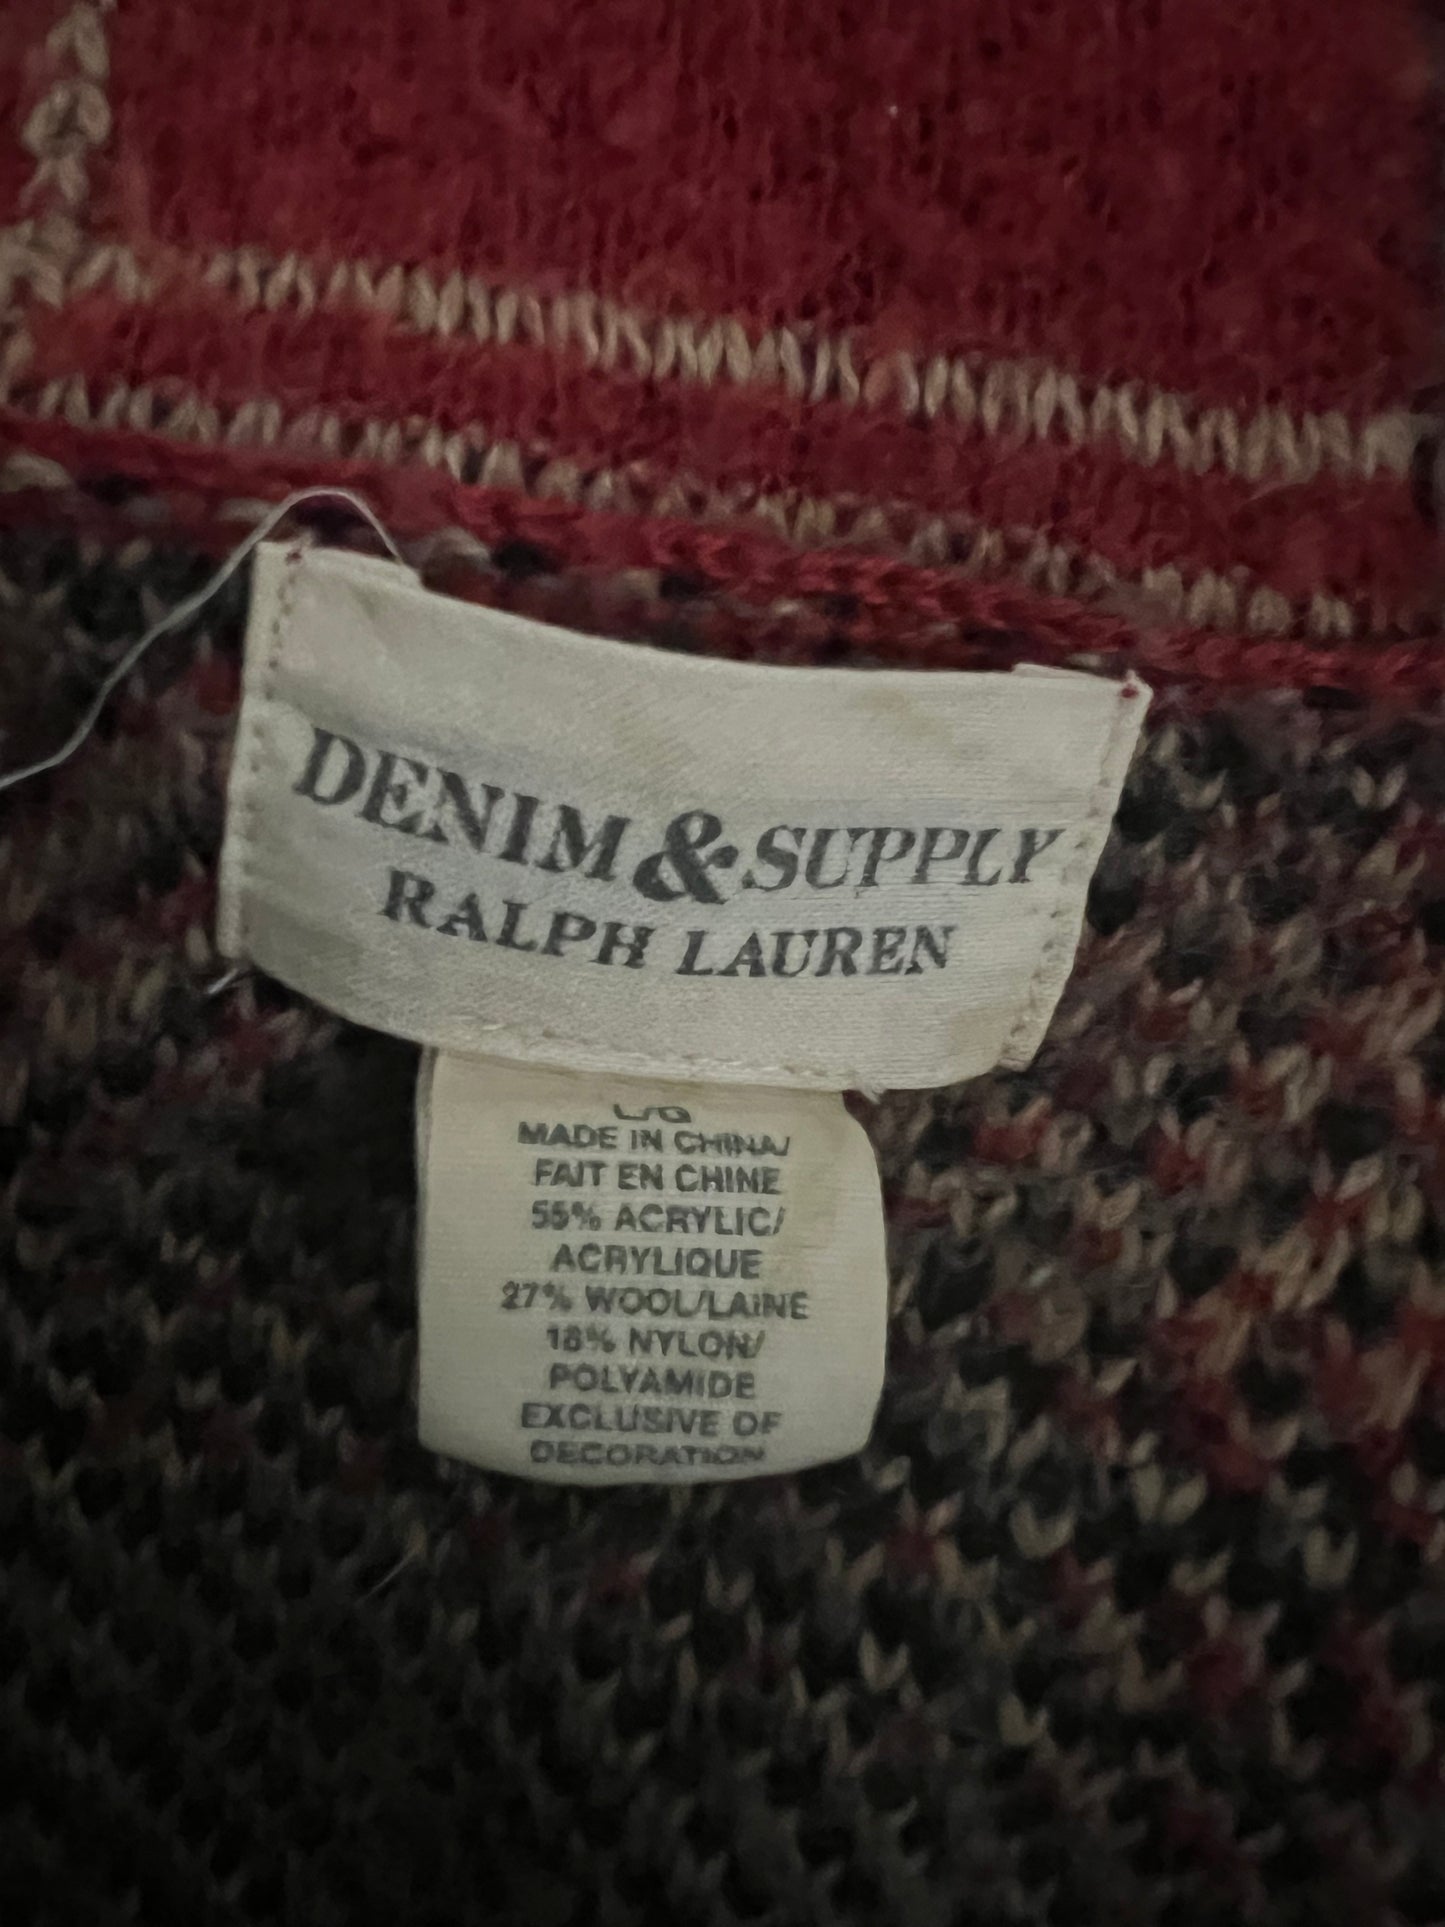 DENIM & SUPPLY
RALPH LAUREN
L/G
MADE IN CHINA/
FAIT EN CHINE
55% ACRYLIC/
ACRYLIQUE
27% WOOL/LAINE
18% NYLON/
POLYAMIDE
EXCLUSIVE OF
DECORATION